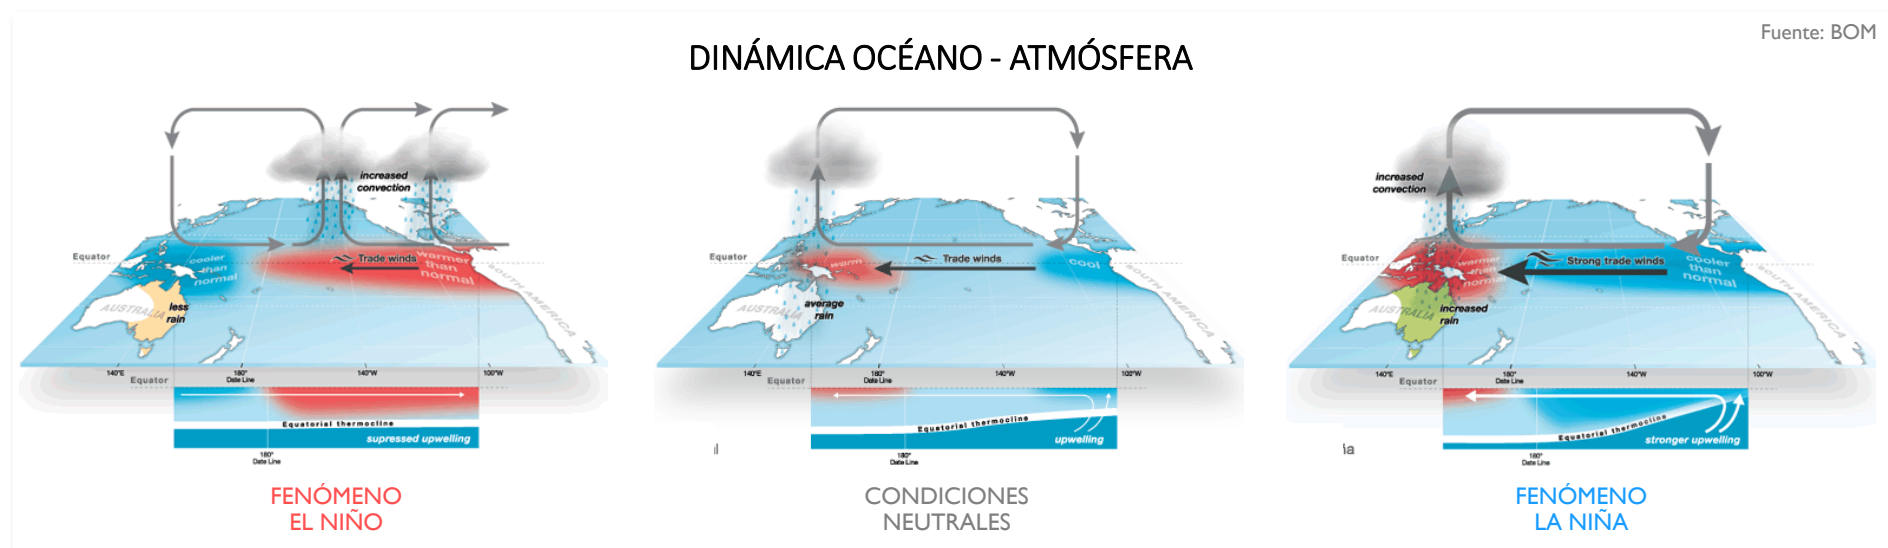 Fuente: BOM
DINÁMICA OCÉANO - ATMÓSFERA
increased
convection
Equator
cooler
than
normal
Trade winds
warmer
than
normal
SOUTH AMERICA
AUSTRALIA
less
rain
140°E
180°
Date Line
140°W
100°W
Equator
Equatorial thermocline
supressed upwelling
180°
Date Line
FENÓMENO
EL NIÑO
Equator
warm
Trade winds
cool
SOUTH AMERICA
AUSTRALIA
average
rain
140°E
180°
Date Line
140°W
100°W
Equator
Equatorial thermocline
upwelling
180°
Date Line
l
CONDICIONES
NEUTRALES
increased
convection
Equator
warmer
than
normal
Strong trade winds
cooler
than
normal
SOUTH AMERICA
AUSTRALIA
increased
rain
140°E
180°
Date Line
140°W
100°W
Equator
Equatorial thermocline
stronger upwelling
180°
Date Line
ña
FENÓMENO
LA NIÑA